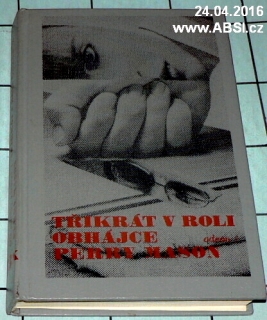 24.04.2016
www.ABSI.cz
TŘIKRÁT V ROLI
OBHÁJCE
odeon
PERRY MASON